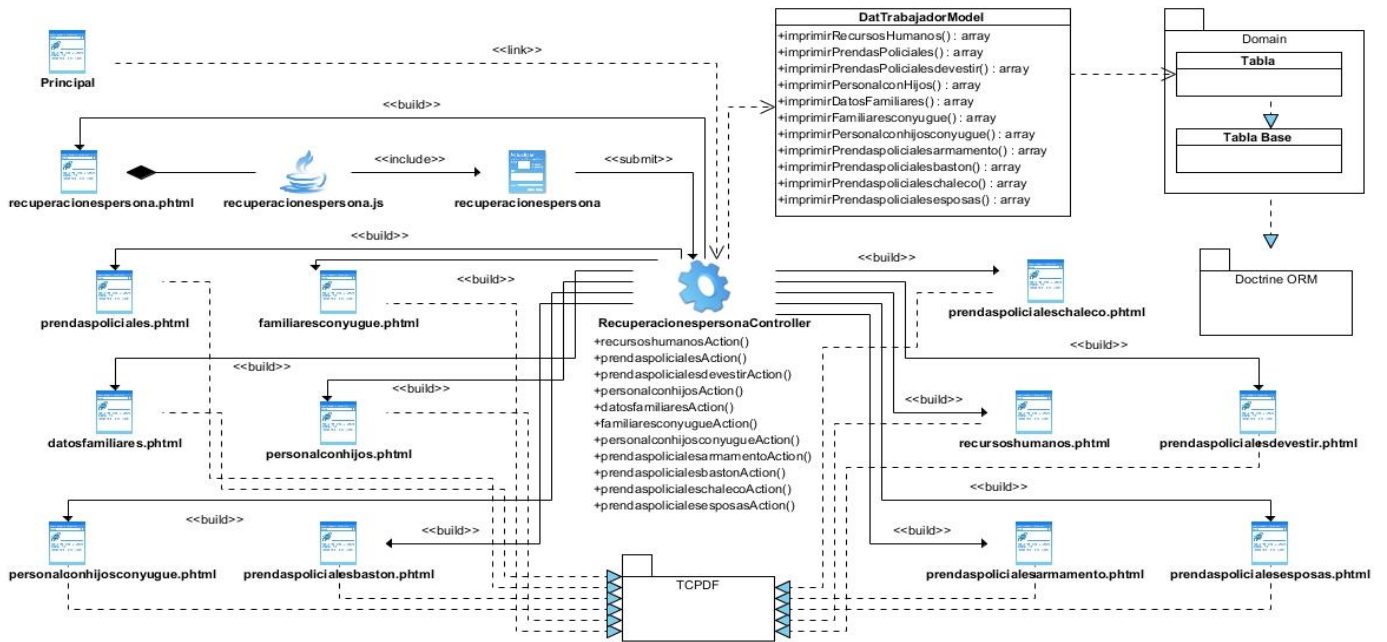 DatTrabajadorModel
+imprimirRecursosHumanos() : array
+imprimirPrendasPoliciales() : array
+imprimirPrendasPolicialesdevestir() : array
+imprimirPersonalconHijos() : array
+imprimirDatosFamiliares() : array
+imprimirFamiliaresconyugue() : array
+imprimirPersonalconhijosconyugue() : array
+imprimirPrendaspolicialesarmamento() : array
+imprimirPrendaspolicialesbaston() : array
+imprimirPrendaspolicialeschaleco() : array
+imprimirPrendaspolicialesesposas() : array
Domain
Tabla
Tabla Base
Doctrine ORM
<<link>>
Principal
<<build>>
<<include>>
<<submit>>
recuperacionespersona.phtml
recuperacionespersona.js
recuperacionespersona
<<build>>
<<build>>
<<build>>
prendaspoliciales.phtml
familiaresconyugue.phtml
prendaspolicialeschaleco.phtml
RecuperacionespersonaController
+recursoshumanosAction()
+prendaspolicialesAction()
+prendaspolicialesdevestirAction()
+personalconhijosAction()
+datosfamiliaresAction()
+familiaresconyugueAction()
+personalconhijosconyugueAction()
+prendaspolicialesarmamentoAction()
+prendaspolicialesbastonAction()
+prendaspolicialeschalecoAction()
+prendaspolicialesesposasAction()
<<build>>
<<build>>
<<build>>
<<build>>
datosfamiliares.phtml
personalconhijos.phtml
recursoshumanos.phtml
prendaspolicialesdevestir.phtml
<<build>>
<<build>>
<<build>>
<<build>>
personalconhijosconyugue.phtml
prendaspolicialesbaston.phtml
prendaspolicialesarmamento.phtml
prendaspolicialesesposas.phtml
TCPDF